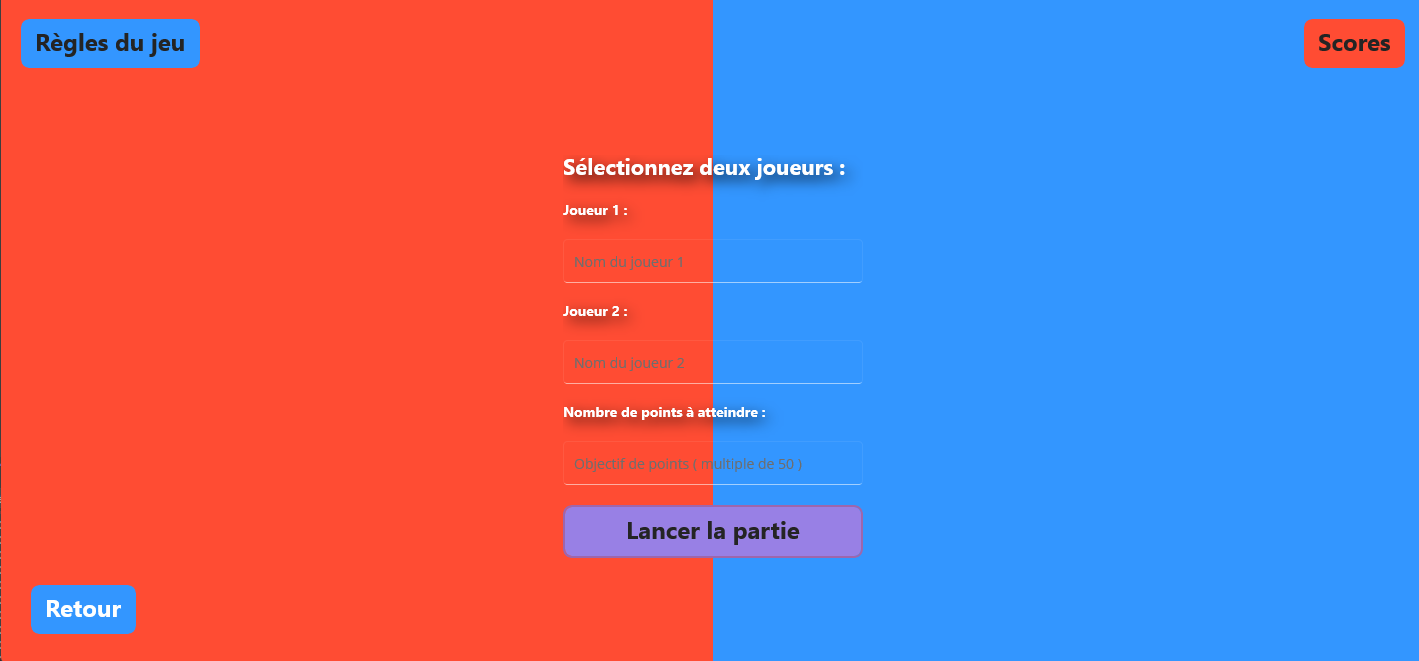 Règles du jeu
Scores
Sélectionnez deux joueurs :
Joueur 1 :
Nom du joueur 1
Joueur 2 :
Nom du Joueur 2
Nombre de points à atteindre :
Objectif de points ( multiple de 50 )
Lancer la partie
Retour